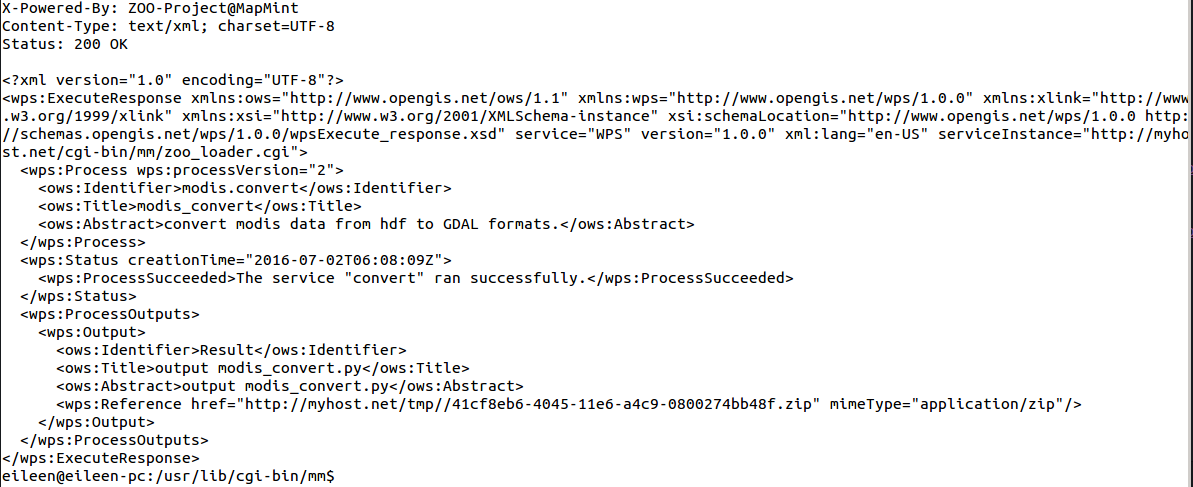 X-Powered-By: ZOO-Project@MapMint
Content-Type: text/xml; charset=UTF-8
Status: 200 OK

<?xml version="1.0" encoding="UTF-8"?>
<wps:ExecuteResponse xmlns:ows="http://www.opengis.net/ows/1.1" xmlns:wps="http://www.opengis.net/wps/1.0.0" xmlns:xlink="http://www
.w3.org/1999/xlink" xmlns:xsi="http://www.w3.org/2001/XMLSchema-instance" xsi:schemaLocation="http://www.opengis.net/wps/1.0.0 http:
//schemas.opengis.net/wps/1.0.0/wpsExecute_response.xsd" service="WPS" version="1.0.0" xml:lang="en-US" serviceInstance="http://myho
st.net/cgi-bin/mm/zoo_loader.cgi">
  <wps:Process wps:processVersion="2">
    <ows:Identifier>modis.convert</ows:Identifier>
    <ows:Title>modis_convert</ows:Title>
    <ows:Abstract>convert modis data from hdf to GDAL formats.</ows:Abstract>
  </wps:Process>
  <wps:Status creationTime="2016-07-02T06:08:09Z">
    <wps:ProcessSucceeded>The service "convert" ran successfully.</wps:ProcessSucceeded>
  </wps:Status>
  <wps:ProcessOutputs>
    <wps:Output>
      <ows:Identifier>Result</ows:Identifier>
      <ows:Title>output modis_convert.py</ows:Title>
      <ows:Abstract>output modis_convert.py</ows:Abstract>
      <wps:Reference href="http://myhost.net/tmp//41cf8eb6-4045-11e6-a4c9-0800274bb48f.zip" mimeType="application/zip"/>
    </wps:Output>
  </wps:ProcessOutputs>
</wps:ExecuteResponse>
eileen@eileen-pc:/usr/lib/cgi-bin/mm$